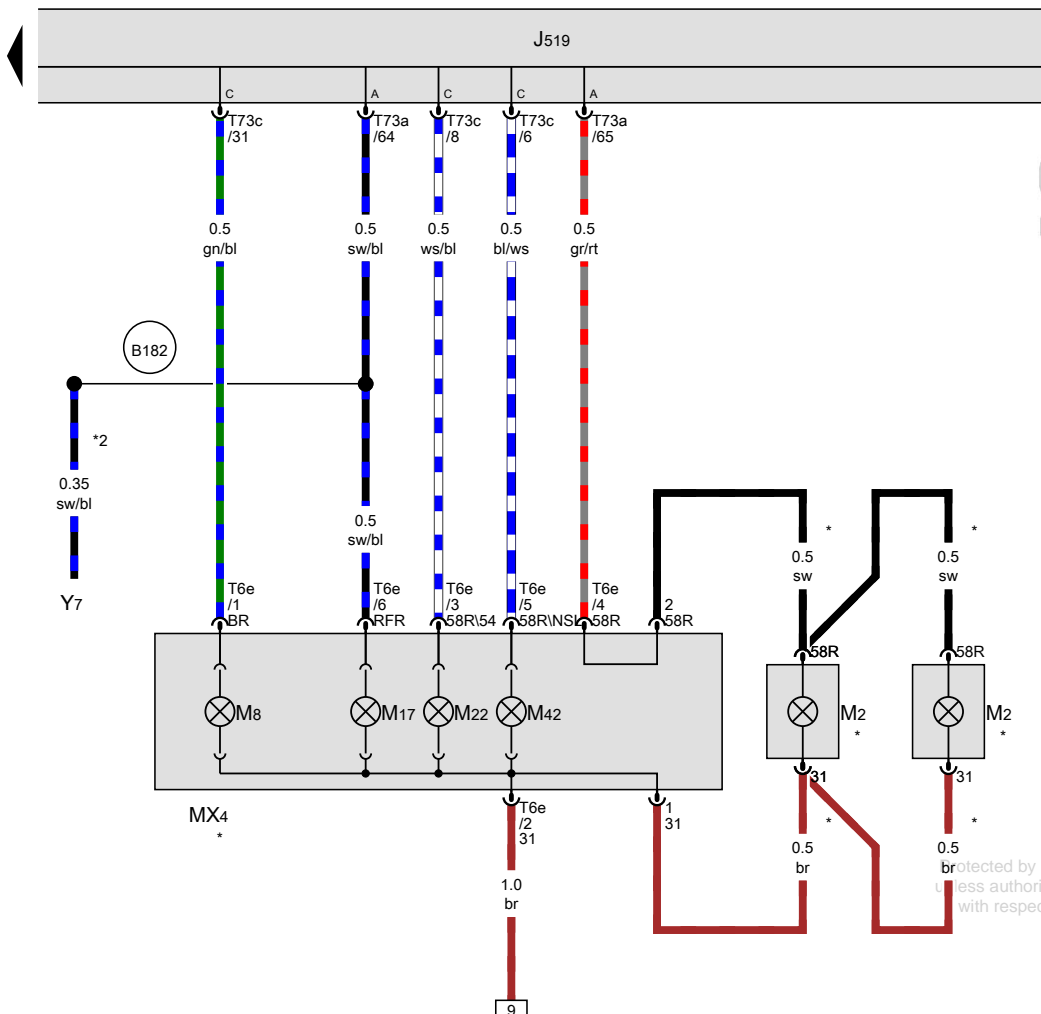 J519
C
A
C
C
A
T73c
/31
T73a
/64
T73c
/8
T73c
/6
T73a
/65
0.5
gn/bl
0.5
sw/bl
0.5
ws/bl
0.5
bl/ws
0.5
gr/rt
B182
*2
0.35
sw/bl
Y7
0.5
sw/bl
*
0.5
sw
*
0.5
sw
T6e
/1
BR
T6e
/6
RFR
T6e
/3
58R\54
T6e
/5
58R\NSL
T6e
/4
58R
2
58R
58R
58R
M8
M17
M22
M42
M2
*
M2
*
31
31
MX4
*
T6e
/2
31
1
31
*
0.5
br
*
0.5
br
1.0
br
Protected by
less authori
with respec
9